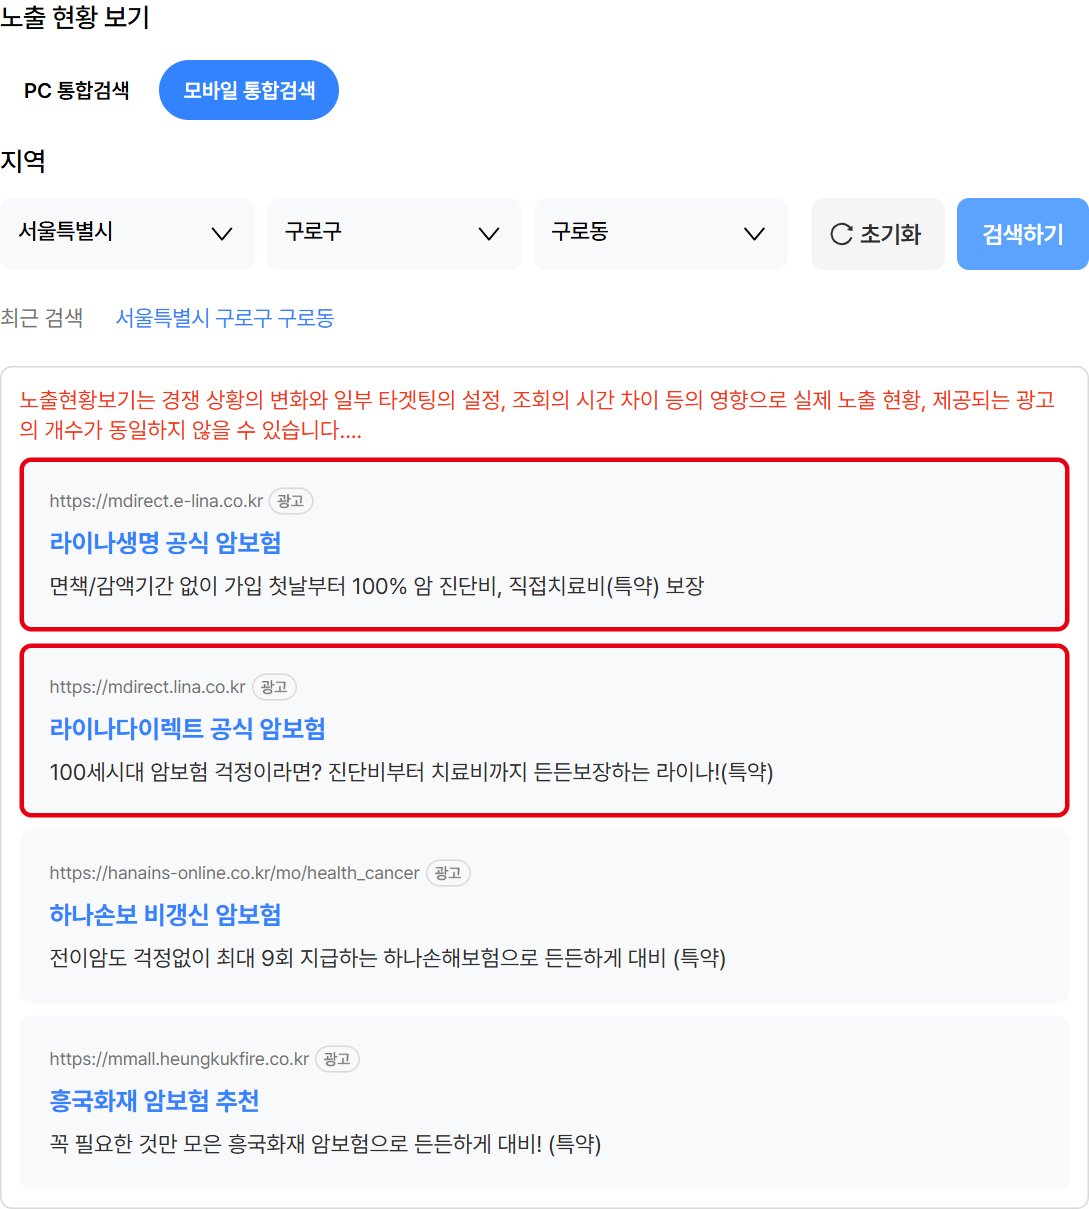 노출 현황 보기
PC 통합검색 모바일 통합검색
지역
서울특별시 구로구 구로동 초기화 검색하기
최근 검색 서울특별시 구로구 구로동
노출현황보기는 경쟁 상황의 변화와 일부 타겟팅의 설정, 조회의 시간 차이 등의 영향으로 실제 노출 현황, 제공되는 광고
의 개수가 동일하지 않을 수 있습니다....
https://mdirect.e-lina.co.kr 광고
라이나생명 공식 암보험
면책/감액기간 없이 가입 첫날부터 100% 암 진단비, 직접치료비(특약) 보장
https://mdirect.lina.co.kr 광고
라이나다이렉트 공식 암보험
100세시대 암보험 걱정이라면? 진단비부터 치료비까지 든든보장하는 라이나!(특약)
https://hanains-online.co.kr/mo/health_cancer 광고
하나손보 비갱신 암보험
전이암도 걱정없이 최대 9회 지급하는 하나손해보험으로 든든하게 대비 (특약)
https://mmall.heungkukfire.co.kr 광고
흥국화재 암보험 추천
꼭 필요한 것만 모은 흥국화재 암보험으로 든든하게 대비! (특약)